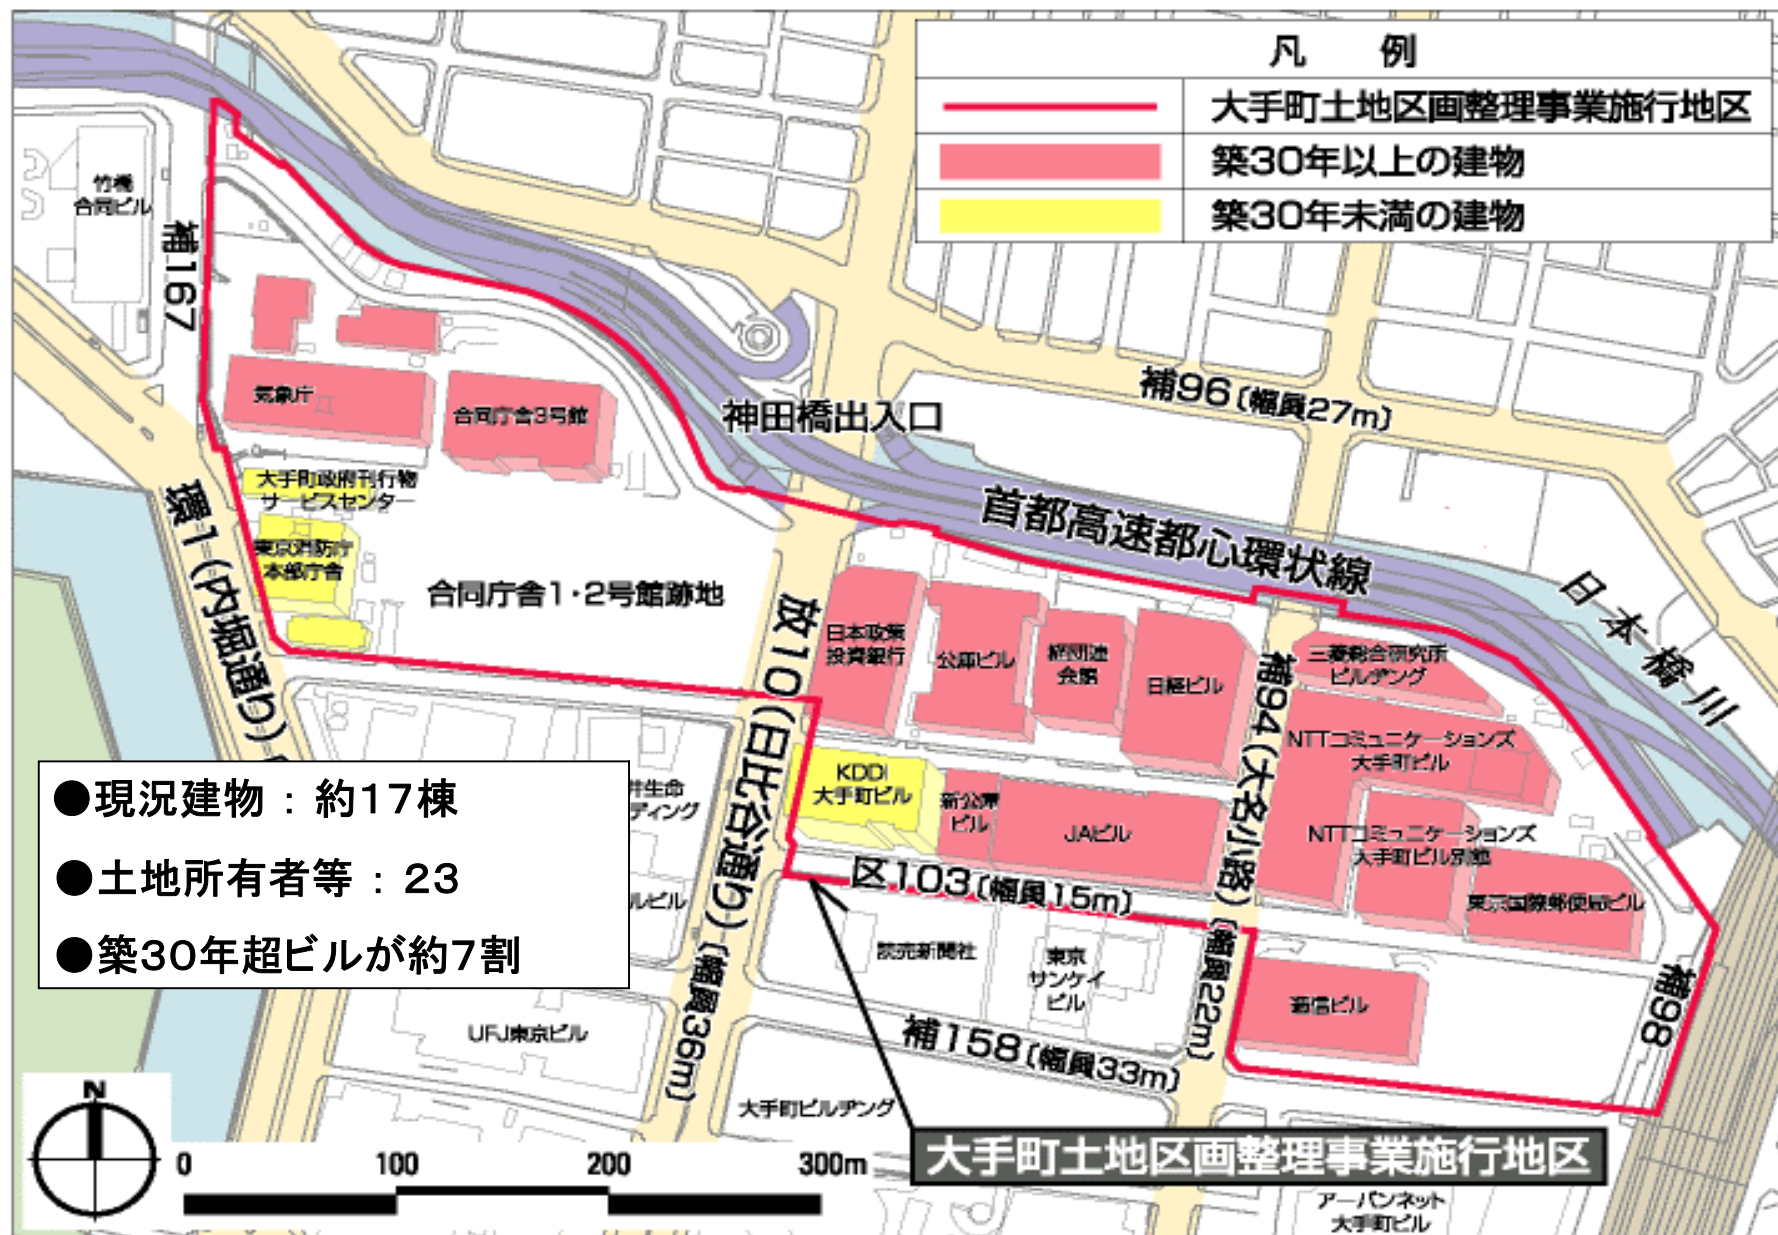 凡　例
大手町土地区画整理事業施行地区
築30年以上の建物
築30年未満の建物
竹橋
合同ビル
補167
気象庁
合同庁舎3号館
大手町政府刊行物
サービスセンター
東京消防庁
本部庁舎
合同庁舎1・2号館跡地
環1(内堀通り)
神田橋出入口
補96(幅員27m)
首都高速都心環状線
日本橋川
放10(日比谷通り)(幅員36m)
日本政策
投資銀行
公庫ビル
経団連
会館
日経ビル
三菱総合研究所
ビルヂング
補94(大名小路)(幅員22m)
NTTコミュニケーションズ
大手町ビル
KDDI
大手町ビル
新公庫
ビル
JAビル
NTTコミュニケーションズ
大手町ビル別館
東京国際郵便局ビル
区103(幅員15m)
読売新聞社
東京
サンケイ
ビル
逓信ビル
補98
補158(幅員33m)
●現況建物：約17棟
●土地所有者等：23
●築30年超ビルが約7割
井生命
ディング
ルビル
UFJ東京ビル
大手町ビルヂング
大手町土地区画整理事業施行地区
アーバンネット
大手町ビル
N
0 100 200 300m